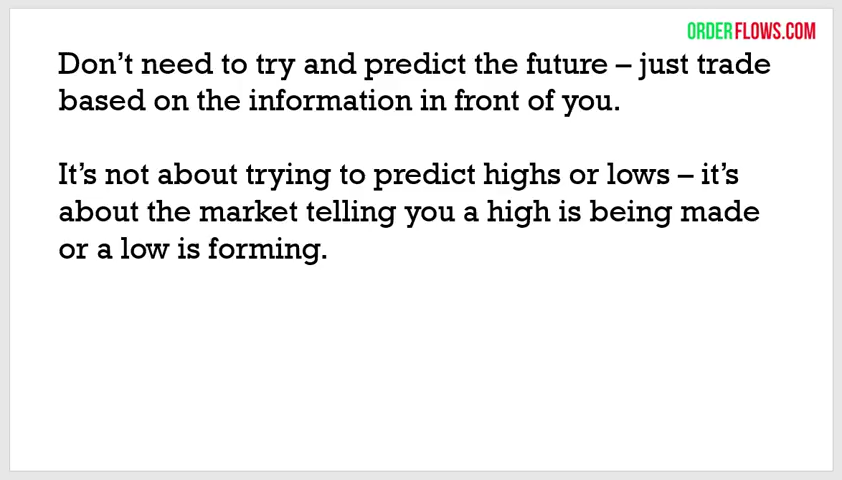 ORDERFLOWS.COM
Don’t need to try and predict the future – just trade
based on the information in front of you.
It’s not about trying to predict highs or lows – it’s
about the market telling you a high is being made
or a low is forming.